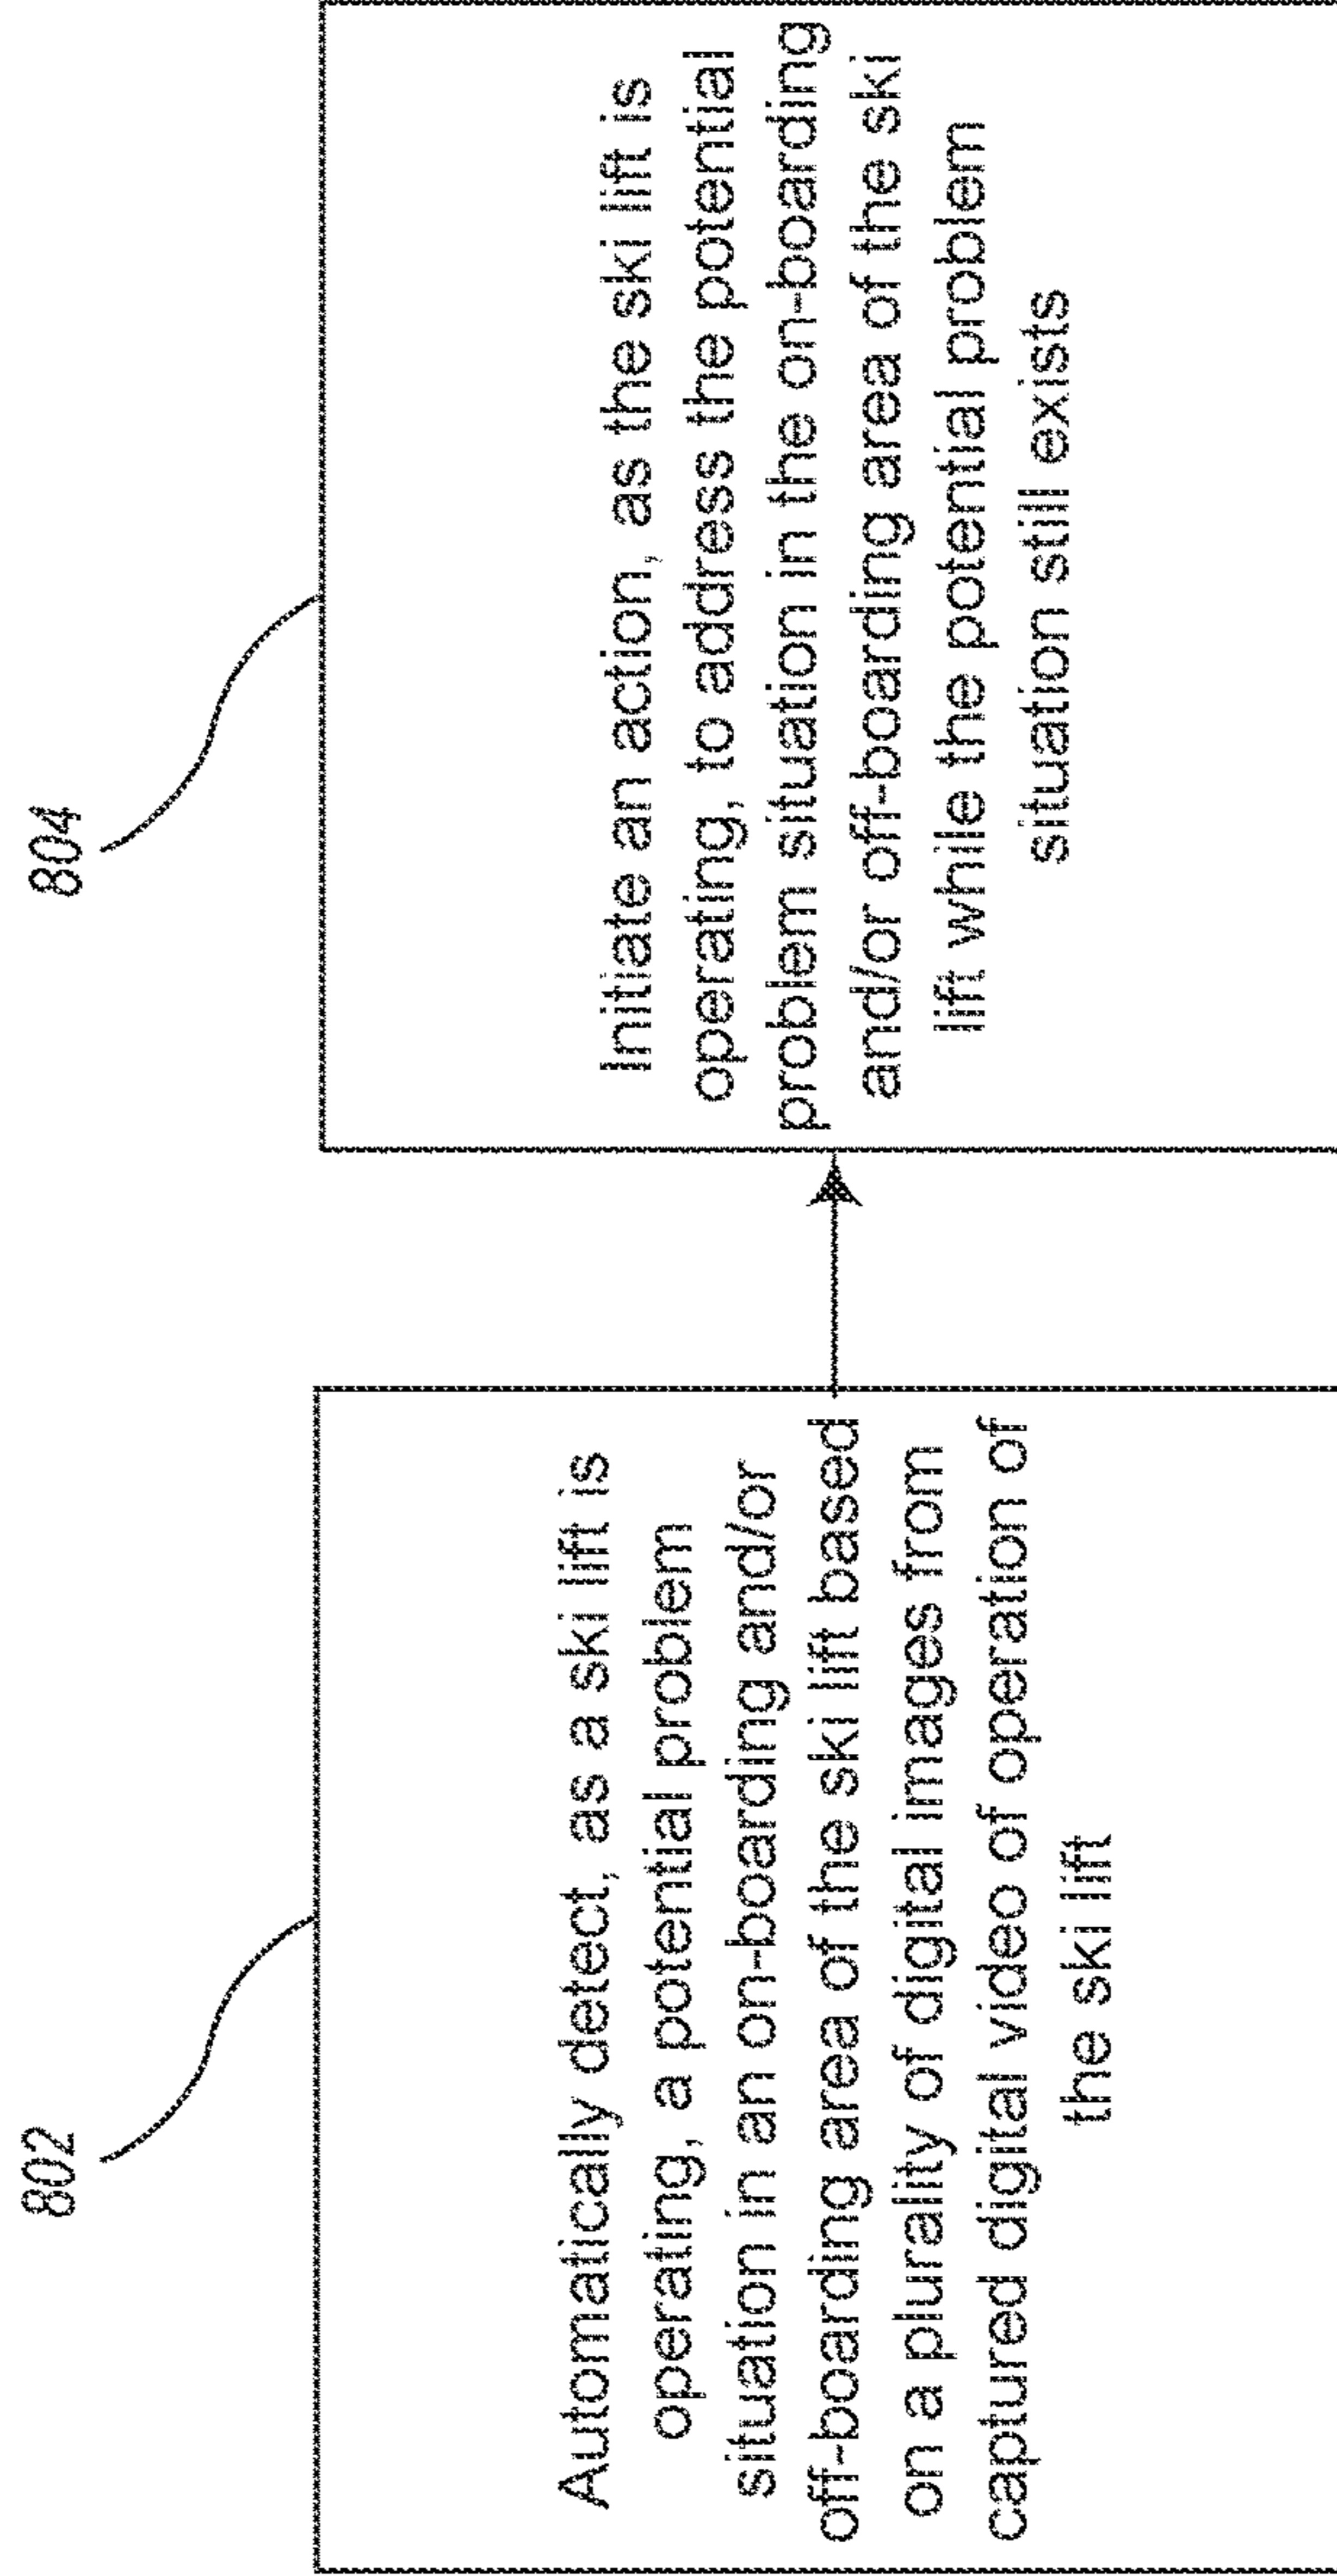 802
Automatically detect, as a ski lift is
operating, a potential problem
situation in an on-boarding and/or
off-boarding area of the ski lift based
on a plurality of digital images from
captured digital video of operation of
the ski lift
804
Initiate an action, as the ski lift is
operating, to address the potential
problem situation in the on-boarding
and/or off-boarding area of the ski
lift while the potential problem
situation still exists